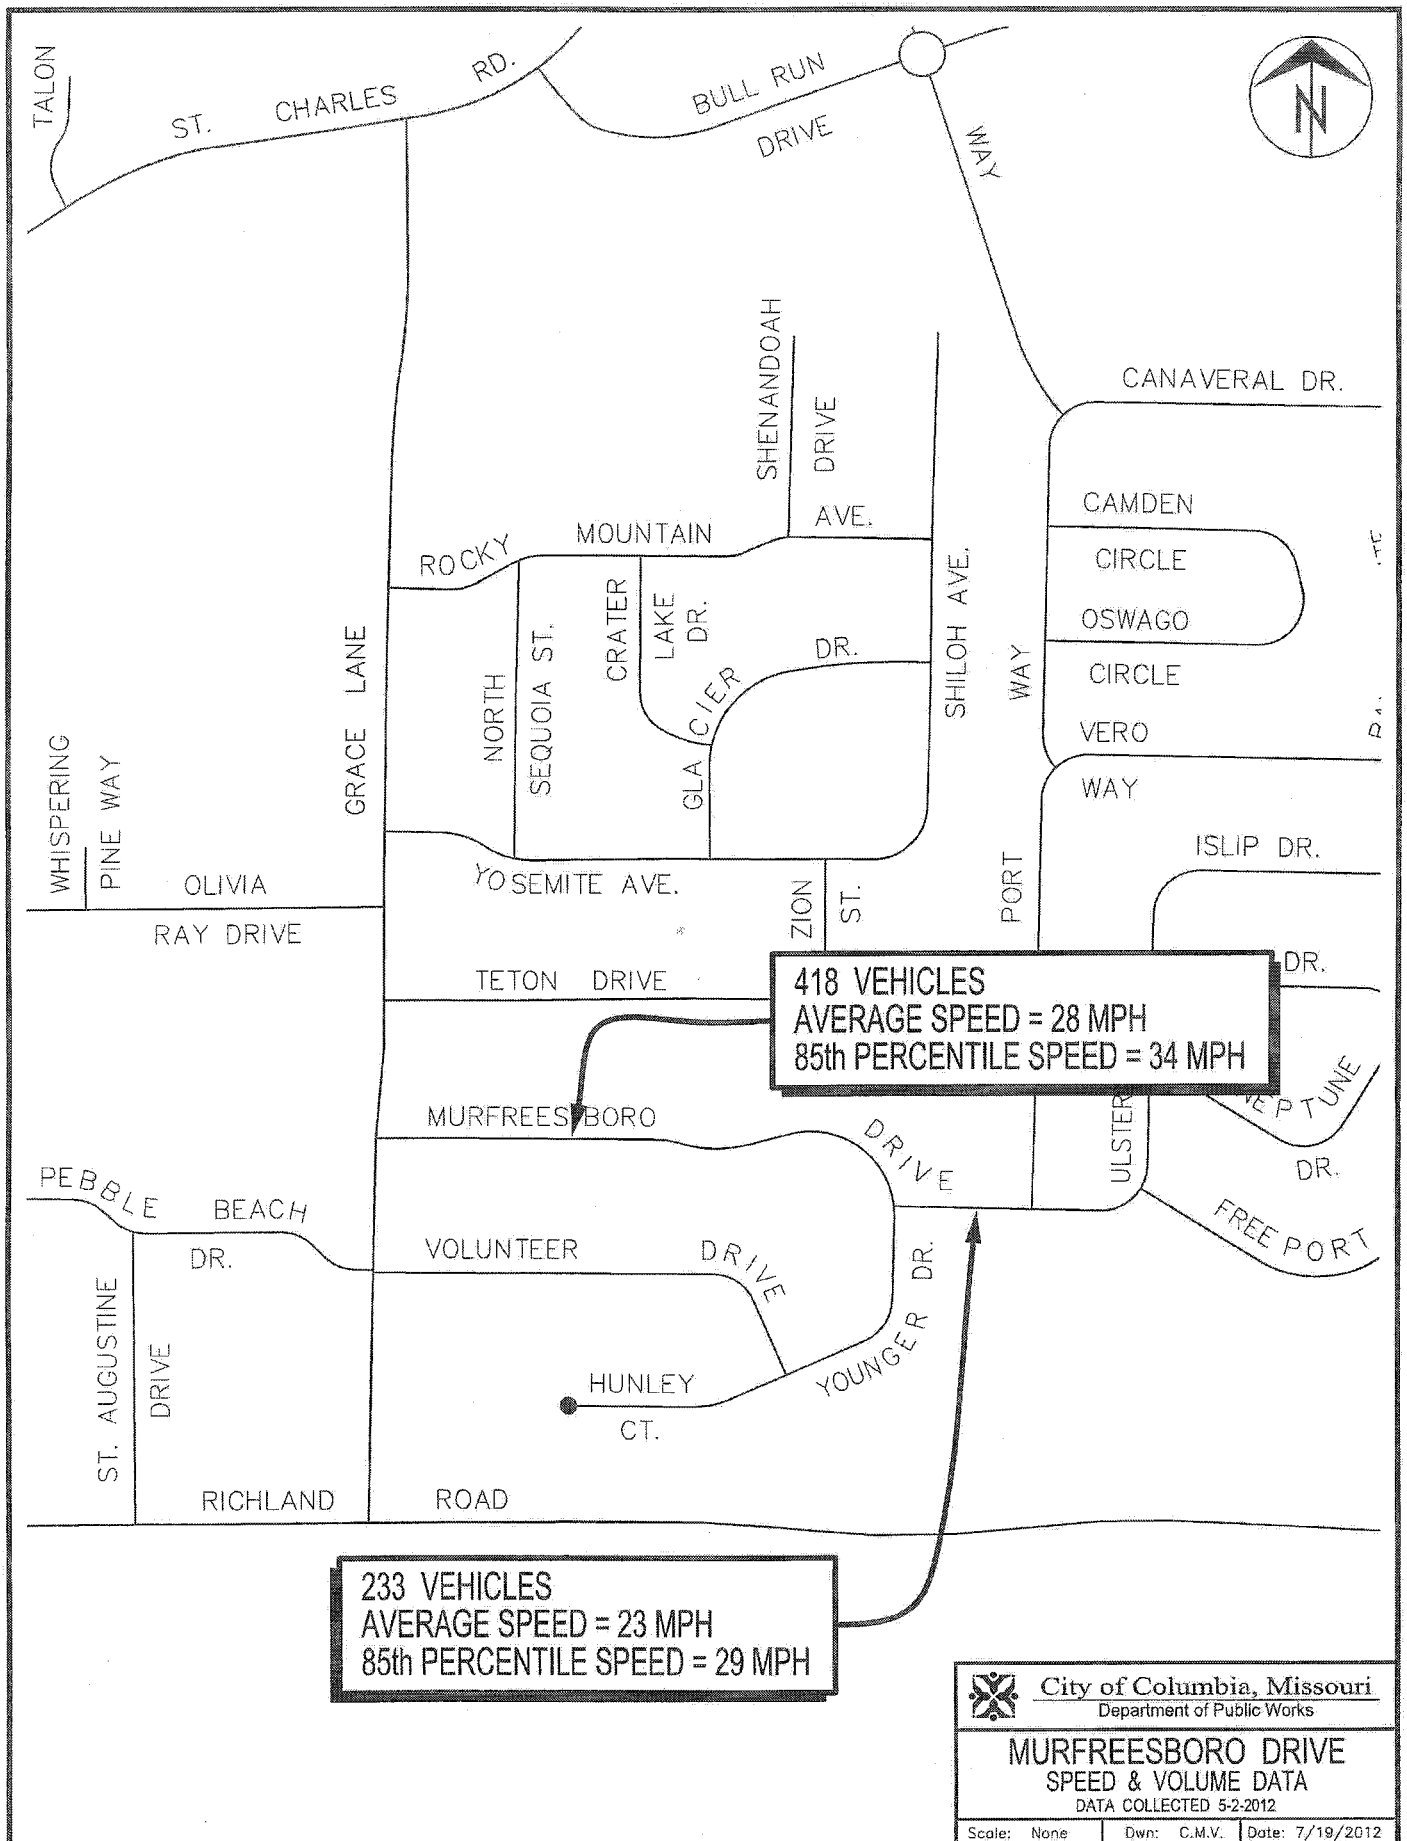 TALON
ST. CHARLES RD.
BULL RUN
DRIVE
N
WAY
SHENANDOAH
DRIVE
CANAVERAL DR.
ROCKY MOUNTAIN AVE.
CAMDEN
CIRCLE
OSWAGO
CIRCLE
GRACE LANE
NORTH
SEQUOIA ST.
CRATER
LAKE
DR.
GLACIER DR.
SHILOH AVE.
WAY
VERO
WAY
WHISPERING
PINE WAY
OLIVIA
RAY DRIVE
YOSEMITE AVE.
ZION
ST.
PORT
ISLIP DR.
TETON DRIVE
DR.
418 VEHICLES
AVERAGE SPEED = 28 MPH
85th PERCENTILE SPEED = 34 MPH
MURFREESBORO DRIVE
ULSTER
NEPTUNE
DR.
FREEPORT
PEBBLE BEACH
DR.
VOLUNTEER DRIVE
YOUNGER DR.
ST. AUGUSTINE
DRIVE
HUNLEY
CT.
RICHLAND ROAD
233 VEHICLES
AVERAGE SPEED = 23 MPH
85th PERCENTILE SPEED = 29 MPH
City of Columbia, Missouri
Department of Public Works
MURFREESBORO DRIVE
SPEED & VOLUME DATA
DATA COLLECTED 5-2-2012
Scale: None Dwn: C.M.V. Date: 7/19/2012